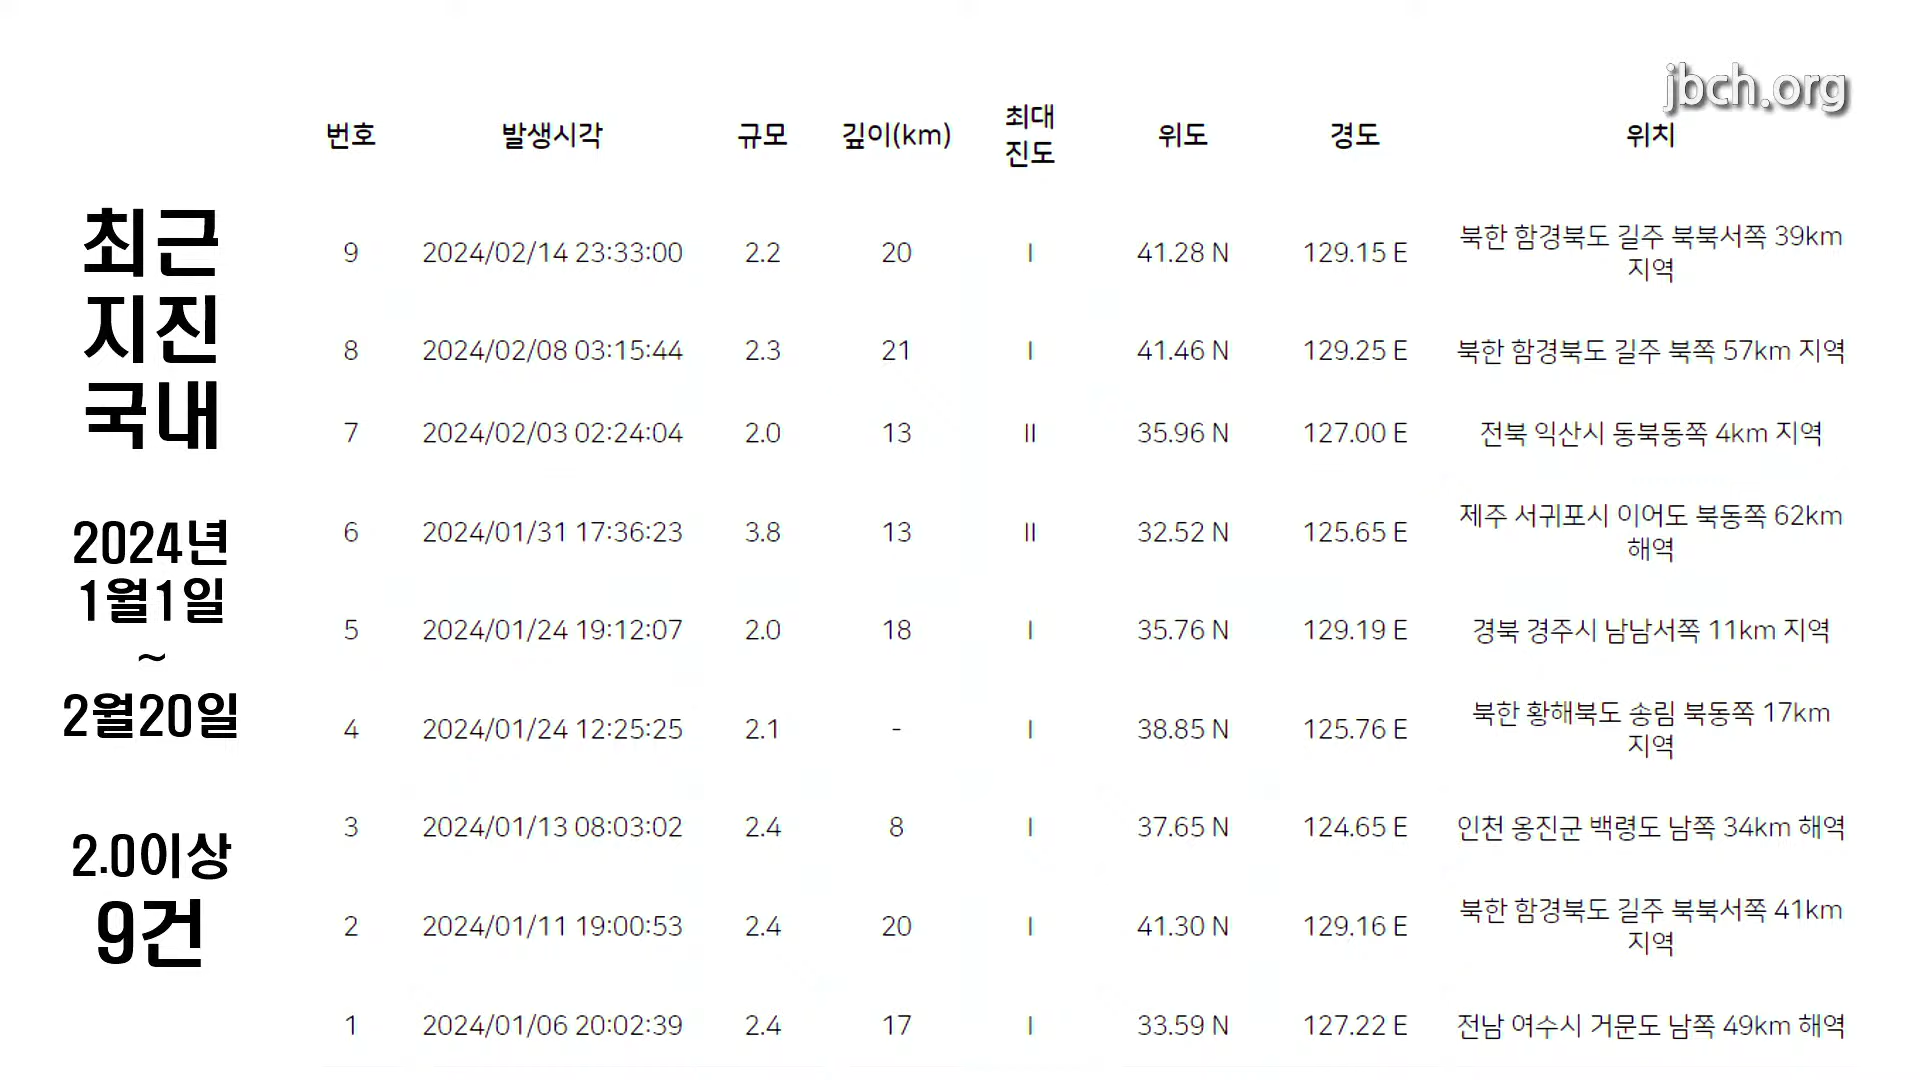 jbch.org
최근
지진
국내
2024년
1월1일
~
2월20일
2.0이상
9건
번호 발생시각 규모 깊이(km) 최대 진도 위도 경도 위치
9 2024/02/14 23:33:00 2.2 20 I 41.28 N 129.15 E 북한 함경북도 길주 북북서쪽 39km
지역
8 2024/02/08 03:15:44 2.3 21 I 41.46 N 129.25 E 북한 함경북도 길주 북쪽 57km 지역
7 2024/02/03 02:24:04 2.0 13 II 35.96 N 127.00 E 전북 익산시 동북동쪽 4km 지역
6 2024/01/31 17:36:23 3.8 13 II 32.52 N 125.65 E 제주 서귀포시 이어도 북동쪽 62km
해역
5 2024/01/24 19:12:07 2.0 18 I 35.76 N 129.19 E 경북 경주시 남남서쪽 11km 지역
4 2024/01/24 12:25:25 2.1 - I 38.85 N 125.76 E 북한 황해북도 송림 북동쪽 17km
지역
3 2024/01/13 08:03:02 2.4 8 I 37.65 N 124.65 E 인천 옹진군 백령도 남쪽 34km 해역
2 2024/01/11 19:00:53 2.4 20 I 41.30 N 129.16 E 북한 함경북도 길주 북북서쪽 41km
지역
1 2024/01/06 20:02:39 2.4 17 I 33.59 N 127.22 E 전남 여수시 거문도 남쪽 49km 해역